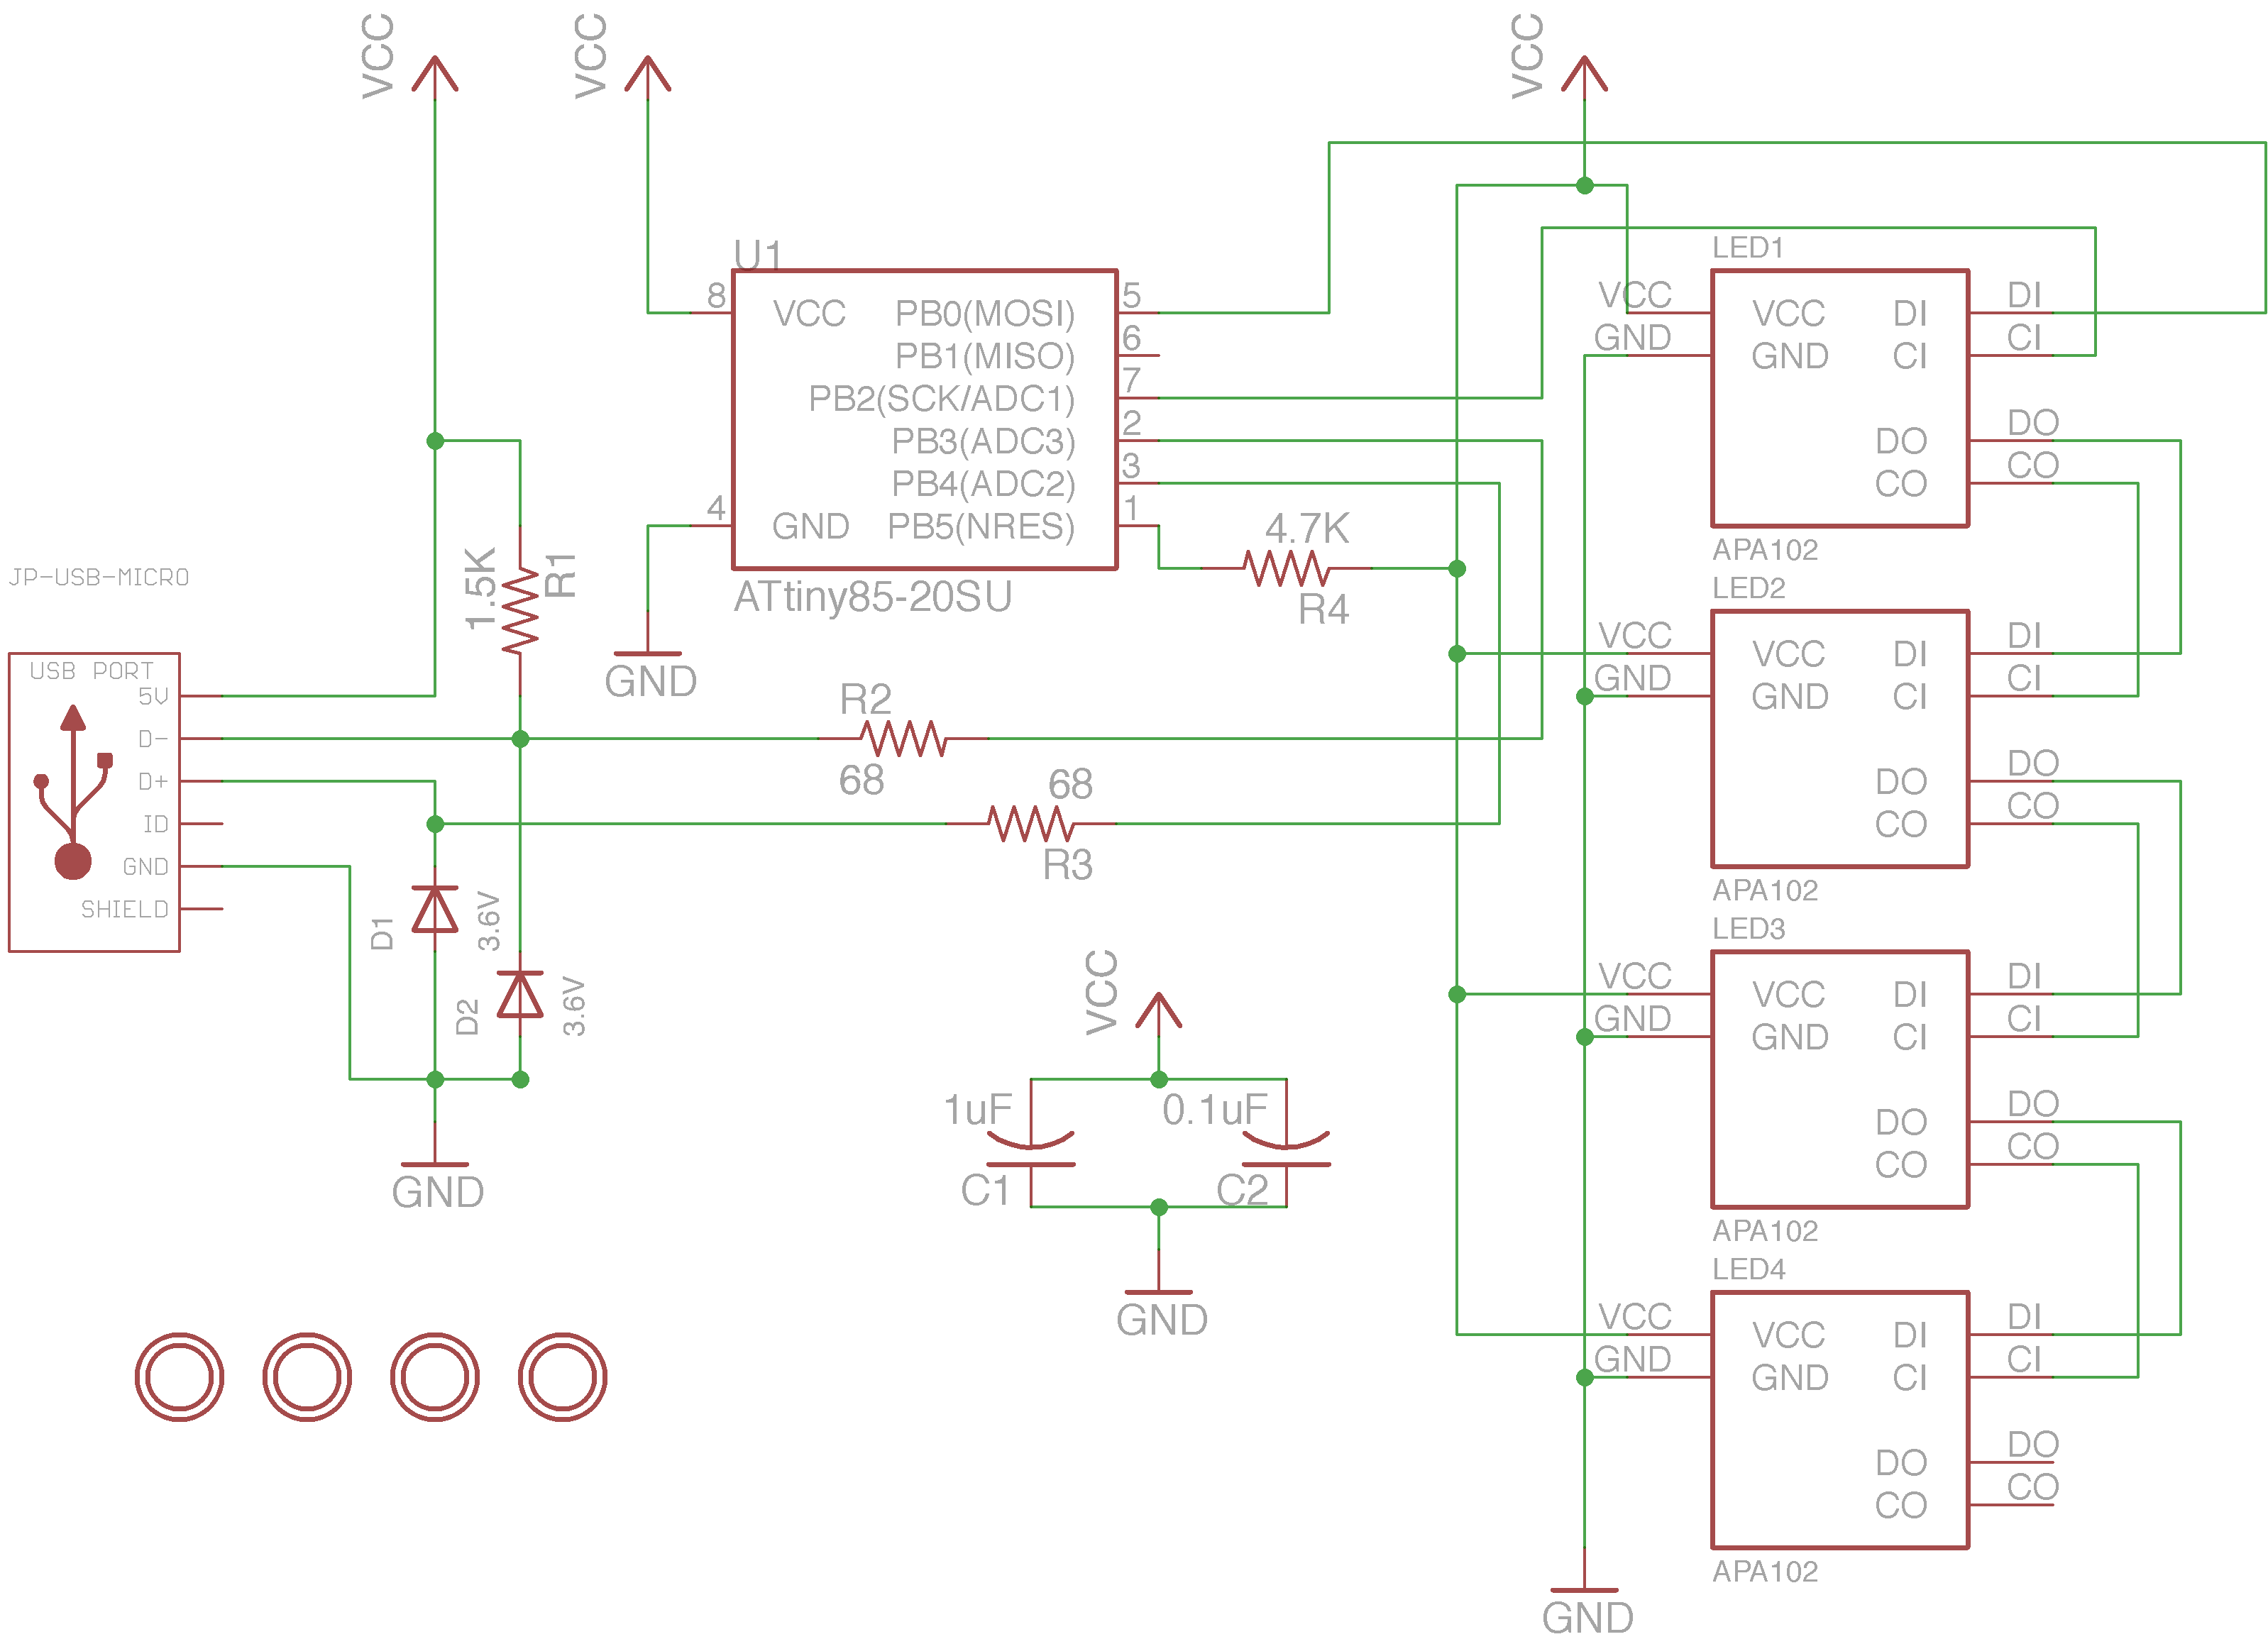 VCC
VCC
VCC
U1
8
VCC
4
GND
PB0(MOSI)
5
PB1(MISO)
6
PB2(SCK/ADC1)
7
PB3(ADC3)
2
PB4(ADC2)
3
PB5(NRES)
1
ATtiny85-20SU
GND
4.7K
R4
1.5K
R1
JP-USB-MICRO
USB PORT
5V
D-
D+
ID
GND
SHIELD
R2
68
68
R3
D1
3.6V
D2
3.6V
GND
VCC
1uF
C1
0.1uF
C2
GND
LED1
VCC
GND
VCC
GND
DI
CI
DO
CO
DI
CI
DO
CO
APA102
LED2
VCC
GND
VCC
GND
DI
CI
DO
CO
DI
CI
DO
CO
APA102
LED3
VCC
GND
VCC
GND
DI
CI
DO
CO
DI
CI
DO
CO
APA102
LED4
VCC
GND
VCC
GND
DI
CI
DO
CO
DI
CI
DO
CO
APA102
GND